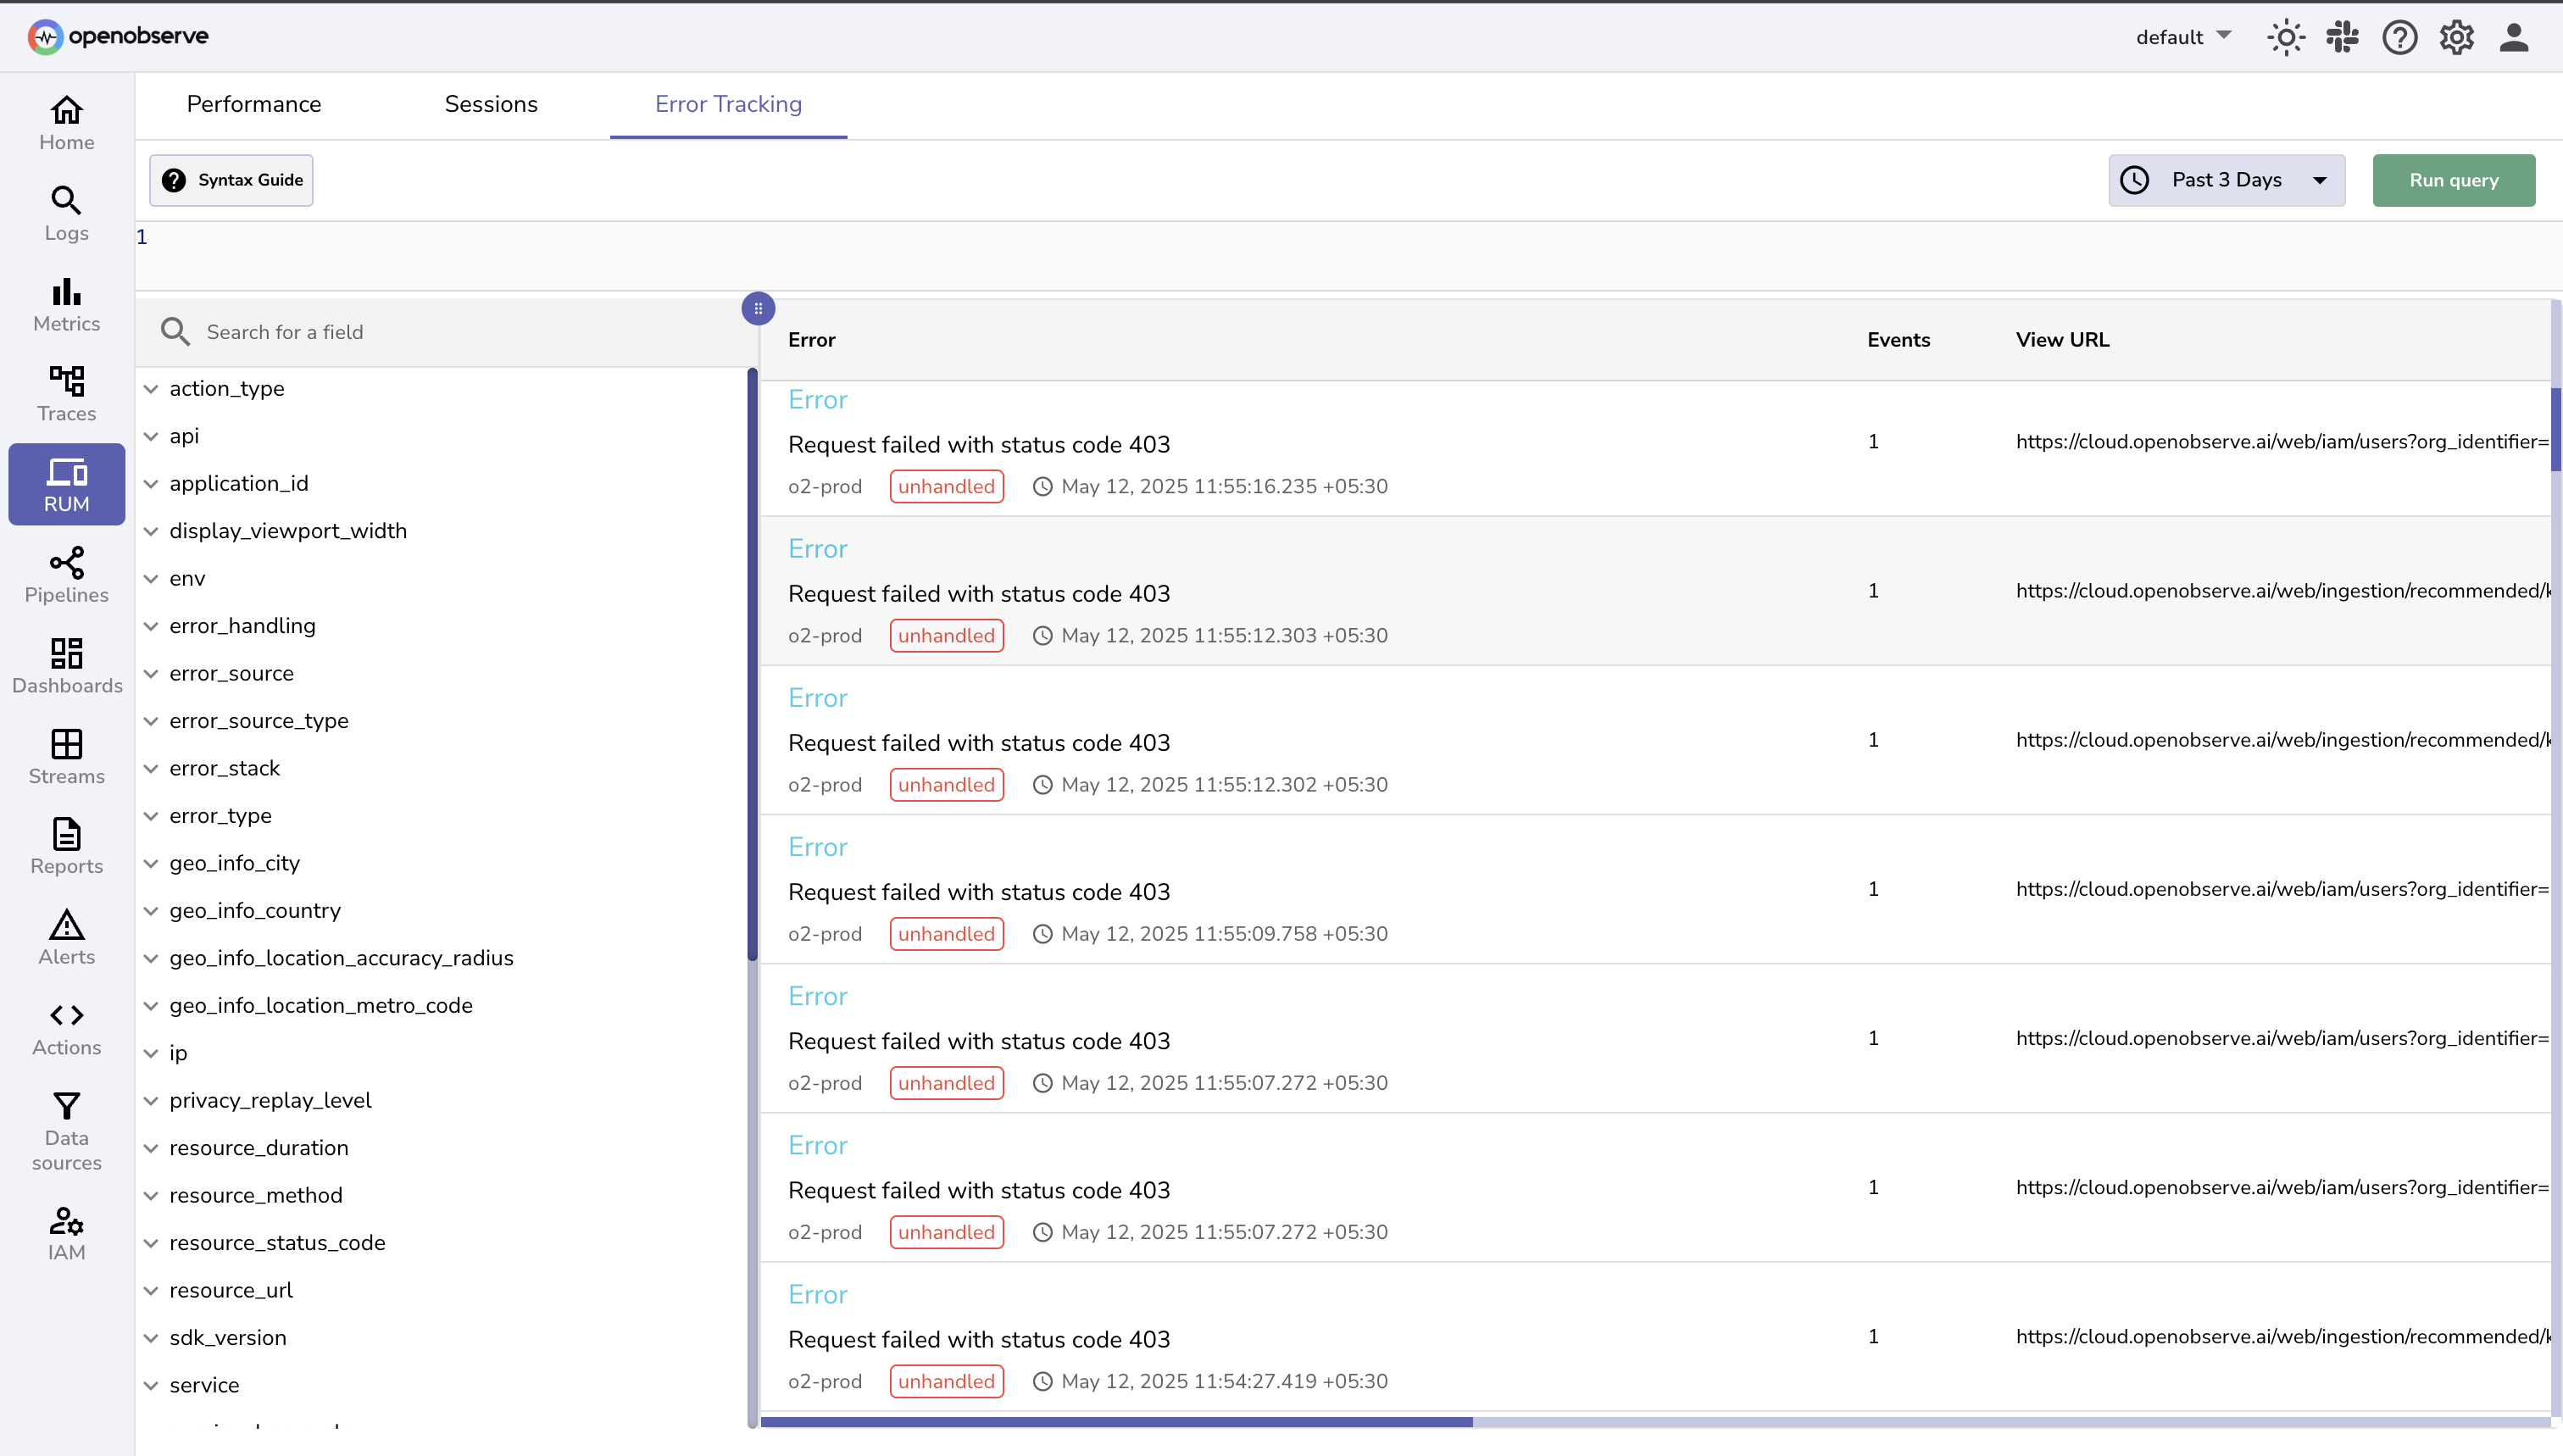 openobserve
default
Home
Logs
Metrics
Traces
RUM
Pipelines
Dashboards
Streams
Reports
Alerts
Actions
Data
sources
IAM
Performance
Sessions
Error Tracking
Syntax Guide
Past 3 Days
Run query
1
Search for a field
action_type
api
application_id
display_viewport_width
env
error_handling
error_source
error_source_type
error_stack
error_type
geo_info_city
geo_info_country
geo_info_location_accuracy_radius
geo_info_location_metro_code
ip
privacy_replay_level
resource_duration
resource_method
resource_status_code
resource_url
sdk_version
service
Error Events View URL
Error
Request failed with status code 403 1 https://cloud.openobserve.ai/web/iam/users?org_identifier=
o2-prod unhandled May 12, 2025 11:55:16.235 +05:30
Error
Request failed with status code 403 1 https://cloud.openobserve.ai/web/ingestion/recommended/k
o2-prod unhandled May 12, 2025 11:55:12.303 +05:30
Error
Request failed with status code 403 1 https://cloud.openobserve.ai/web/ingestion/recommended/k
o2-prod unhandled May 12, 2025 11:55:12.302 +05:30
Error
Request failed with status code 403 1 https://cloud.openobserve.ai/web/iam/users?org_identifier=
o2-prod unhandled May 12, 2025 11:55:09.758 +05:30
Error
Request failed with status code 403 1 https://cloud.openobserve.ai/web/iam/users?org_identifier=
o2-prod unhandled May 12, 2025 11:55:07.272 +05:30
Error
Request failed with status code 403 1 https://cloud.openobserve.ai/web/iam/users?org_identifier=
o2-prod unhandled May 12, 2025 11:55:07.272 +05:30
Error
Request failed with status code 403 1 https://cloud.openobserve.ai/web/ingestion/recommended/k
o2-prod unhandled May 12, 2025 11:54:27.419 +05:30